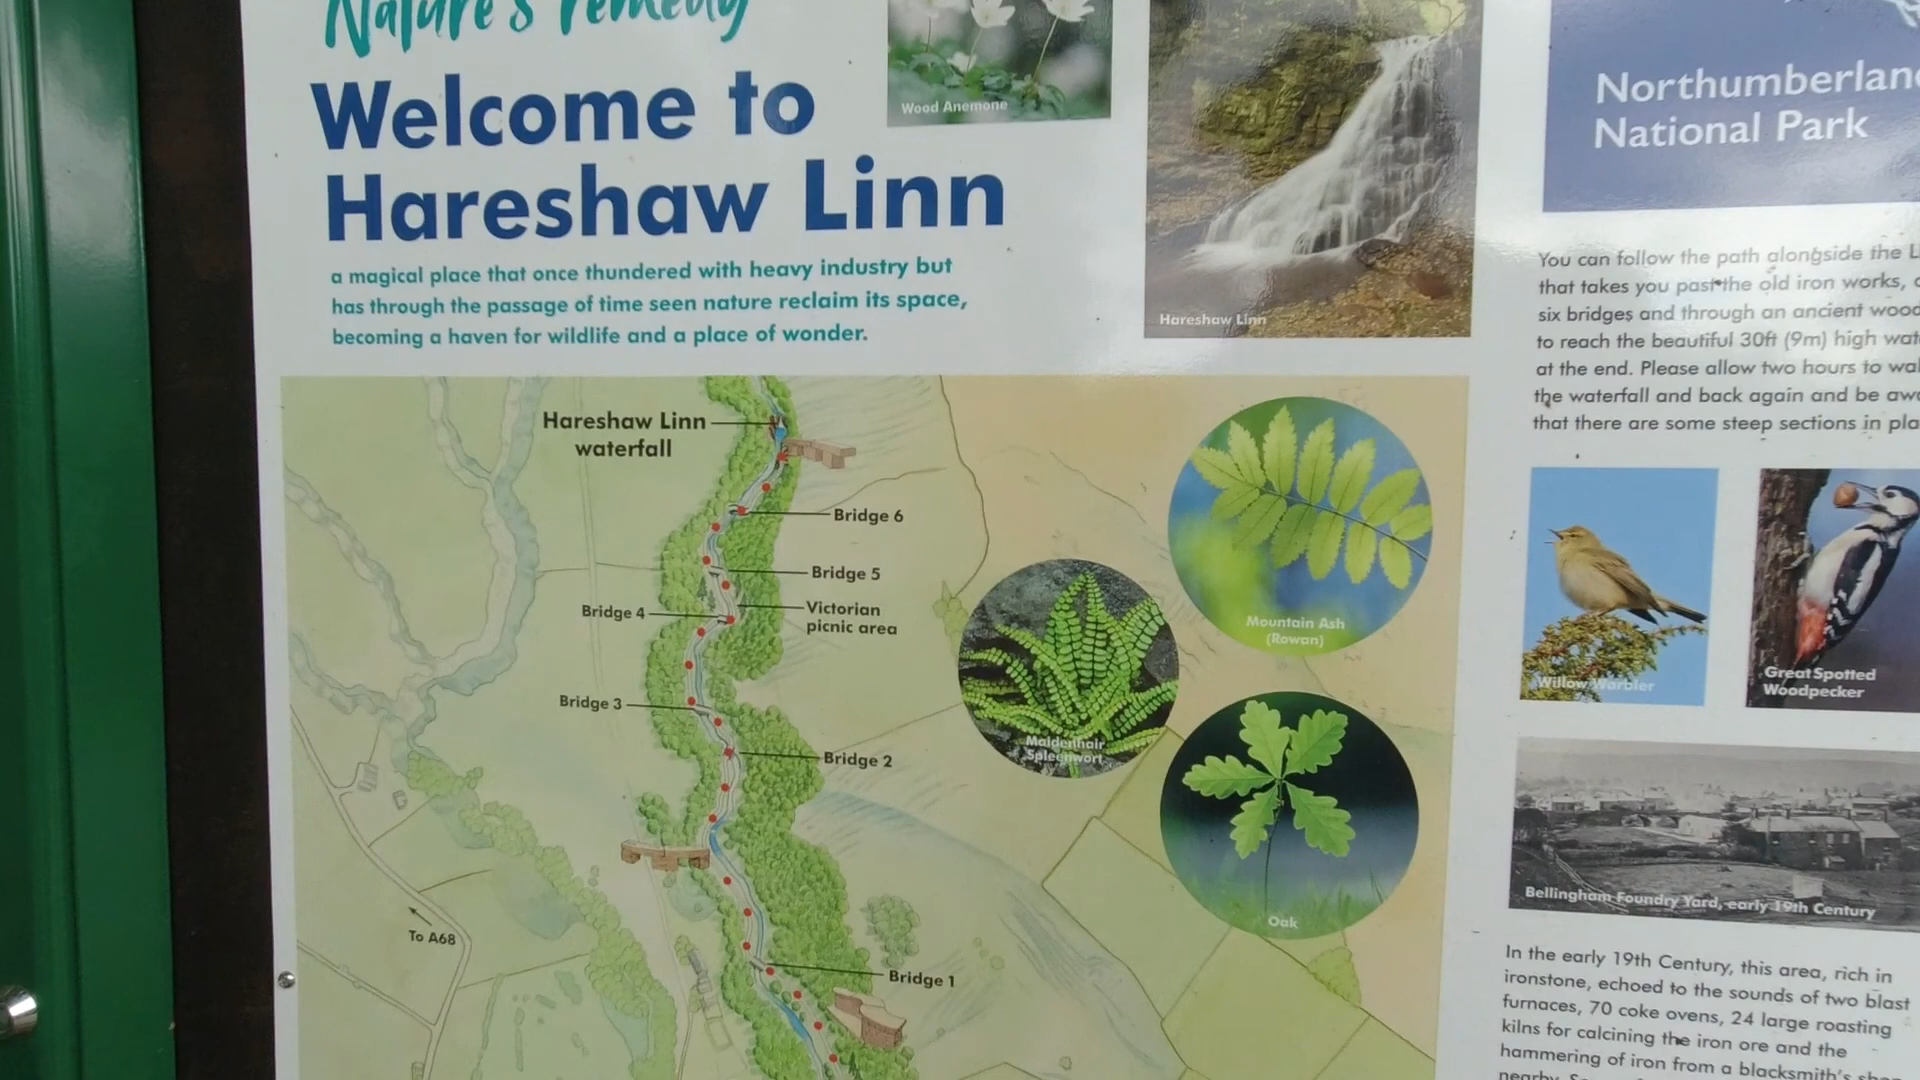 Nature's remedy
Welcome to
Hareshaw Linn
a magical place that once thundered with heavy industry but
has through the passage of time seen nature reclaim its space,
becoming a haven for wildlife and a place of wonder.
Wood Anemone
Hareshaw Linn
Northumberlan
National Park
You can follow the path alongside the
that takes you past the old iron works,
six bridges and through an ancient
to reach the beautiful 30ft (9m) high
at the end. Please allow two hours to
the waterfall and back again and be
that there are some steep sections in
Willow Warbler
Great Spotted
Woodpecker
Bellingham Foundry Yard, early 19th Century
In the early 19th Century, this area, rich in
ironstone, echoed to the sounds of two blast
furnaces, 70 coke ovens, 24 large roasting
kilns for calcining the iron ore and the
hammering of iron from a blacksmith's
nearby.
Hareshaw Linn
waterfall
Bridge 6
Bridge 5
Bridge 4
Victorian
picnic area
Bridge 3
Bridge 2
To A68
Bridge 1
Mountain Ash
(Rowan)
Maidenhair
Spleenwort
Oak